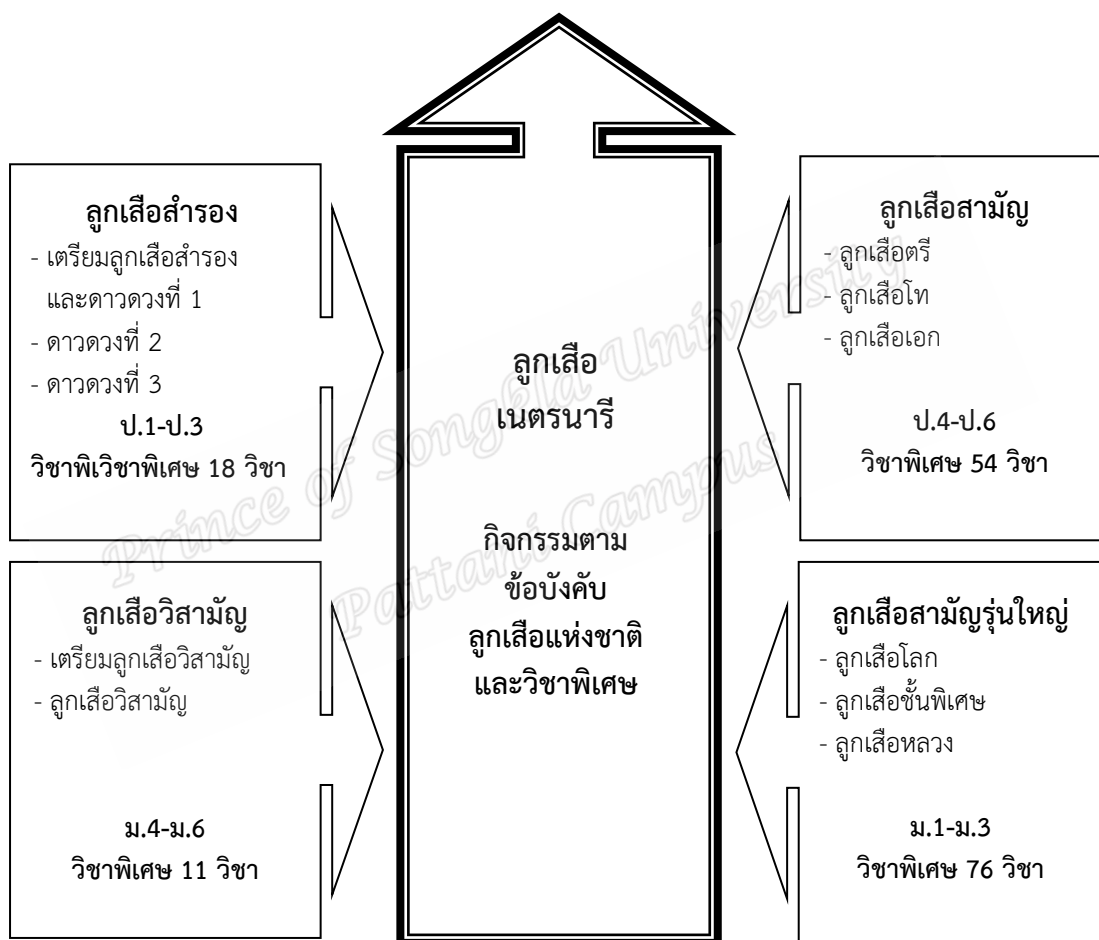 ลูกเสือสำรอง
- เตรียมลูกเสือสำรอง
และดาวดวงที่ 1
- ดาวดวงที่ 2
- ดาวดวงที่ 3
ป.1-ป.3
วิชาพิเวิชาพิเศษ 18 วิชา
ลูกเสือสามัญ
- ลูกเสือตรี
- ลูกเสือโท
- ลูกเสือเอก
ป.4-ป.6
วิชาพิเศษ 54 วิชา
ลูกเสือ
เนตรนารี
กิจกรรมตาม
ข้อบังคับ
ลูกเสือแห่งชาติ
และวิชาพิเศษ
ลูกเสือวิสามัญ
- เตรียมลูกเสือวิสามัญ
- ลูกเสือวิสามัญ
ม.4-ม.6
วิชาพิเศษ 11 วิชา
ลูกเสือสามัญรุ่นใหญ่
- ลูกเสือโลก
- ลูกเสือชั้นพิเศษ
- ลูกเสือหลวง
ม.1-ม.3
วิชาพิเศษ 76 วิชา
Prince of Songkla University
Pattani Campus